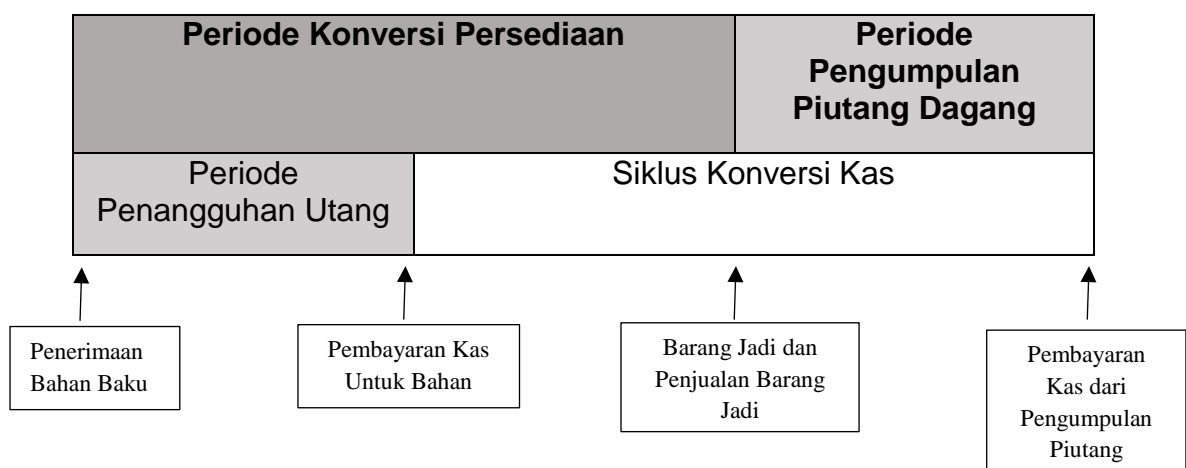 Periode Konversi Persediaan
Periode
Pengumpulan
Piutang Dagang
Periode
Penangguhan Utang
Siklus Konversi Kas
Penerimaan
Bahan Baku
Pembayaran Kas
Untuk Bahan
Barang Jadi dan
Penjualan Barang
Jadi
Pembayaran
Kas dari
Pengumpulan
Piutang